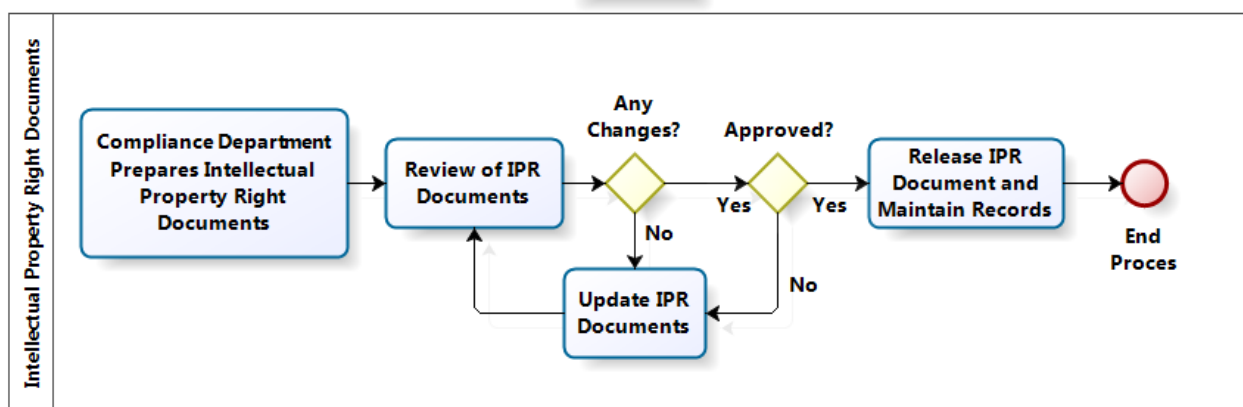 Intellectual Property Right Documents
Compliance Department
Prepares Intellectual
Property Right
Documents
Review of IPR
Documents
Any
Changes?
Yes
No
Approved?
Yes
No
Update IPR
Documents
Release IPR
Document and
Maintain Records
End
Proces